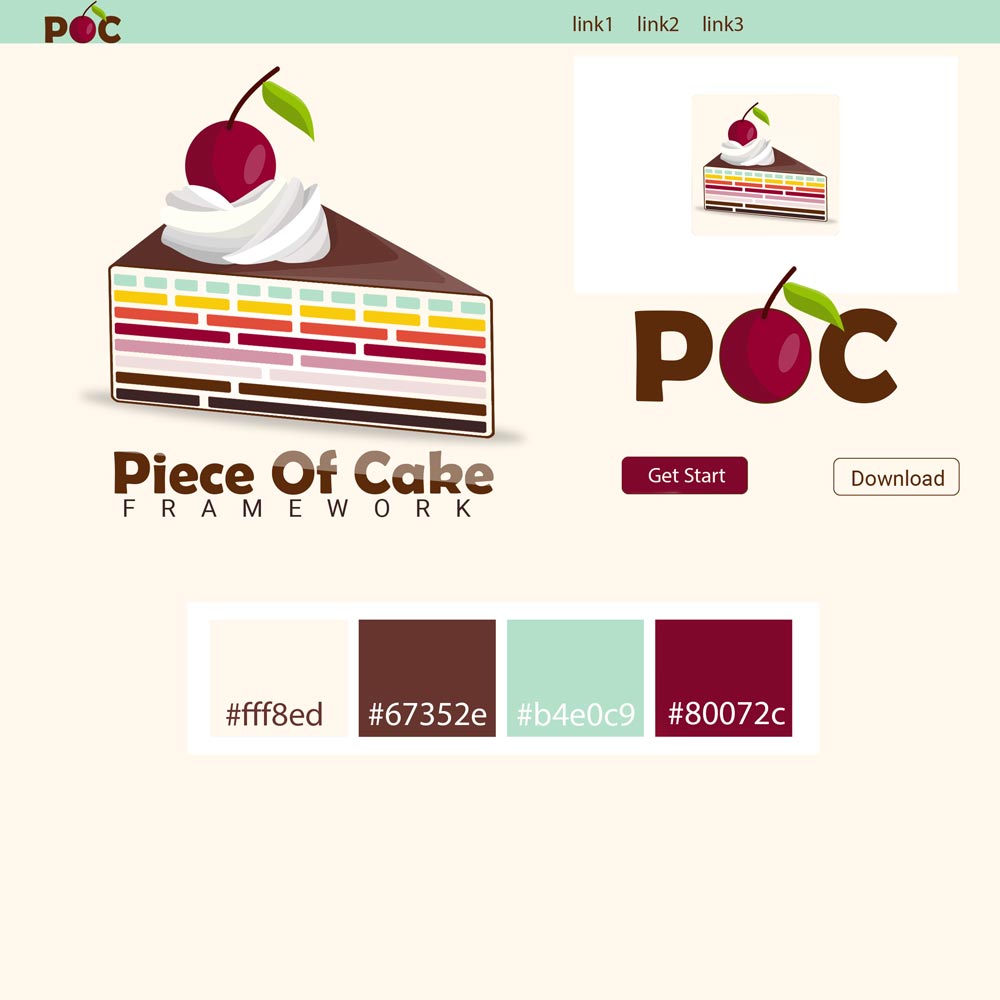 POC
link1 link2 link3
POC
Piece Of Cake
FRAMEWORK
Get Start
Download
#fff8ed
#67352e
#b4e0c9
#80072c